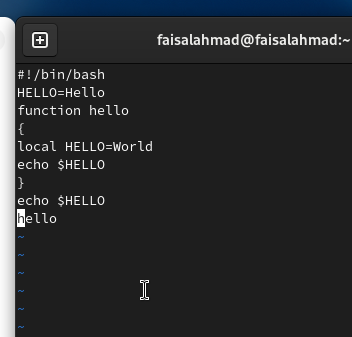 faisalahmad@faisalahmad:~
#!/bin/bash
HELLO=Hello
function hello
{
local HELLO=World
echo $HELLO
}
echo $HELLO
hello
~
~
~
~
~
~